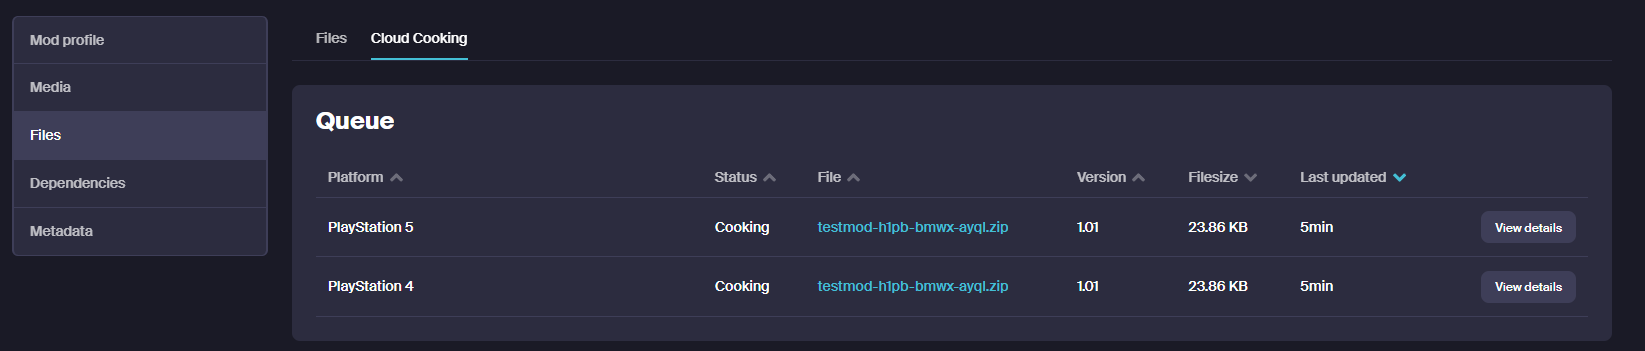 Mod profile
Media
Files
Dependencies
Metadata
Files Cloud Cooking
Queue
Platform Status File Version Filesize Last updated
PlayStation 5 Cooking testmod-h1pb-bmwx-ayql.zip 1.01 23.86 KB 5min View details
PlayStation 4 Cooking testmod-h1pb-bmwx-ayql.zip 1.01 23.86 KB 5min View details